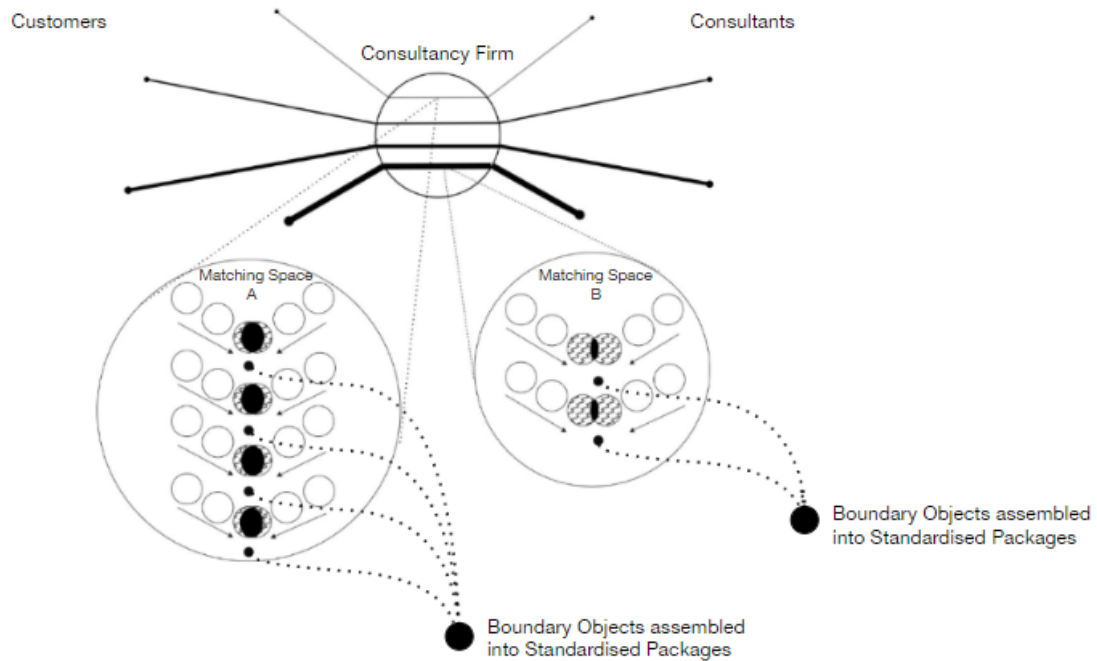 Customers
Consultants
Consultancy Firm
Matching Space
A
Matching Space
B
Boundary Objects assembled
into Standardised Packages
Boundary Objects assembled
into Standardised Packages